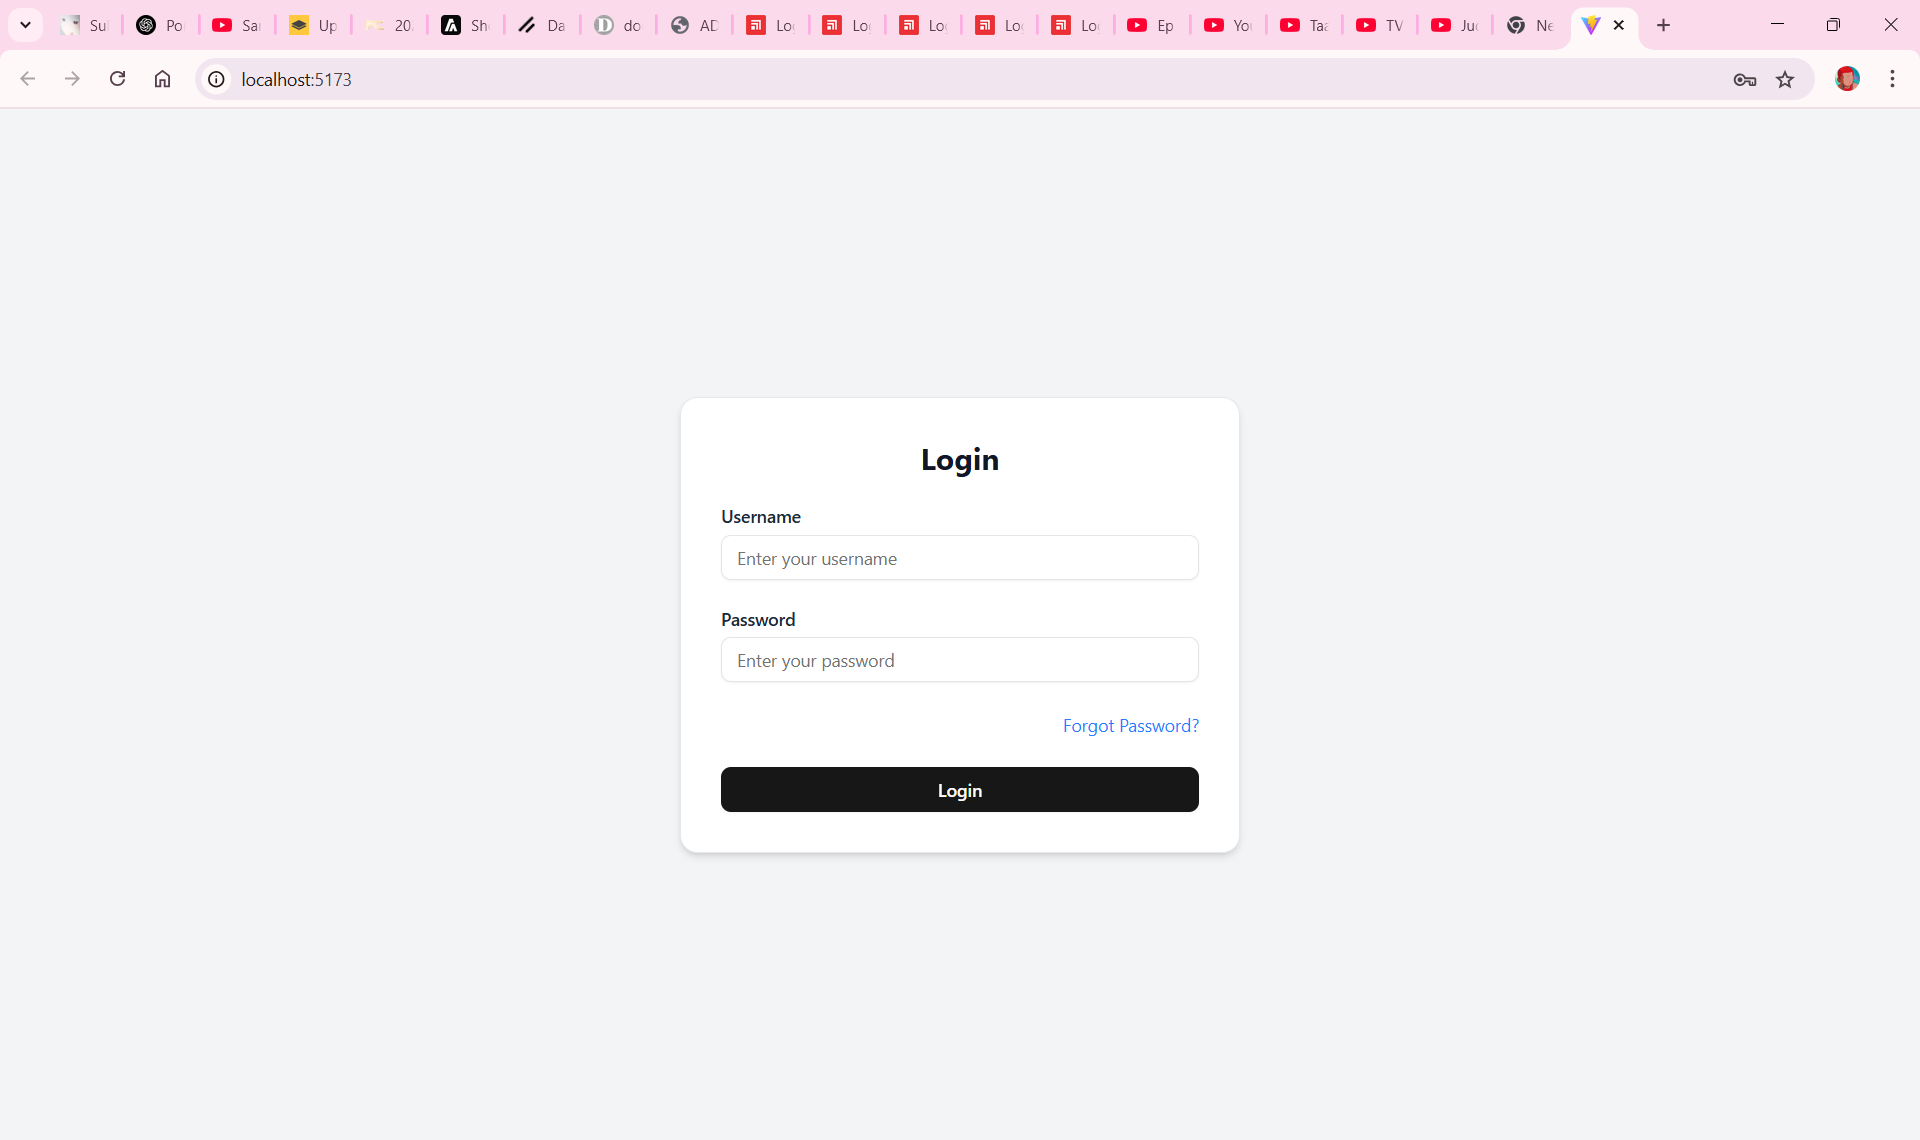 Su
Po
Sa
Up
20
Sh
Da
do
AD
Lo
Lo
Lo
Lo
Lo
Ep
Yo
Taa
TV
Ju
Ne
localhost:5173
Login
Username
Enter your username
Password
Enter your password
Forgot Password?
Login